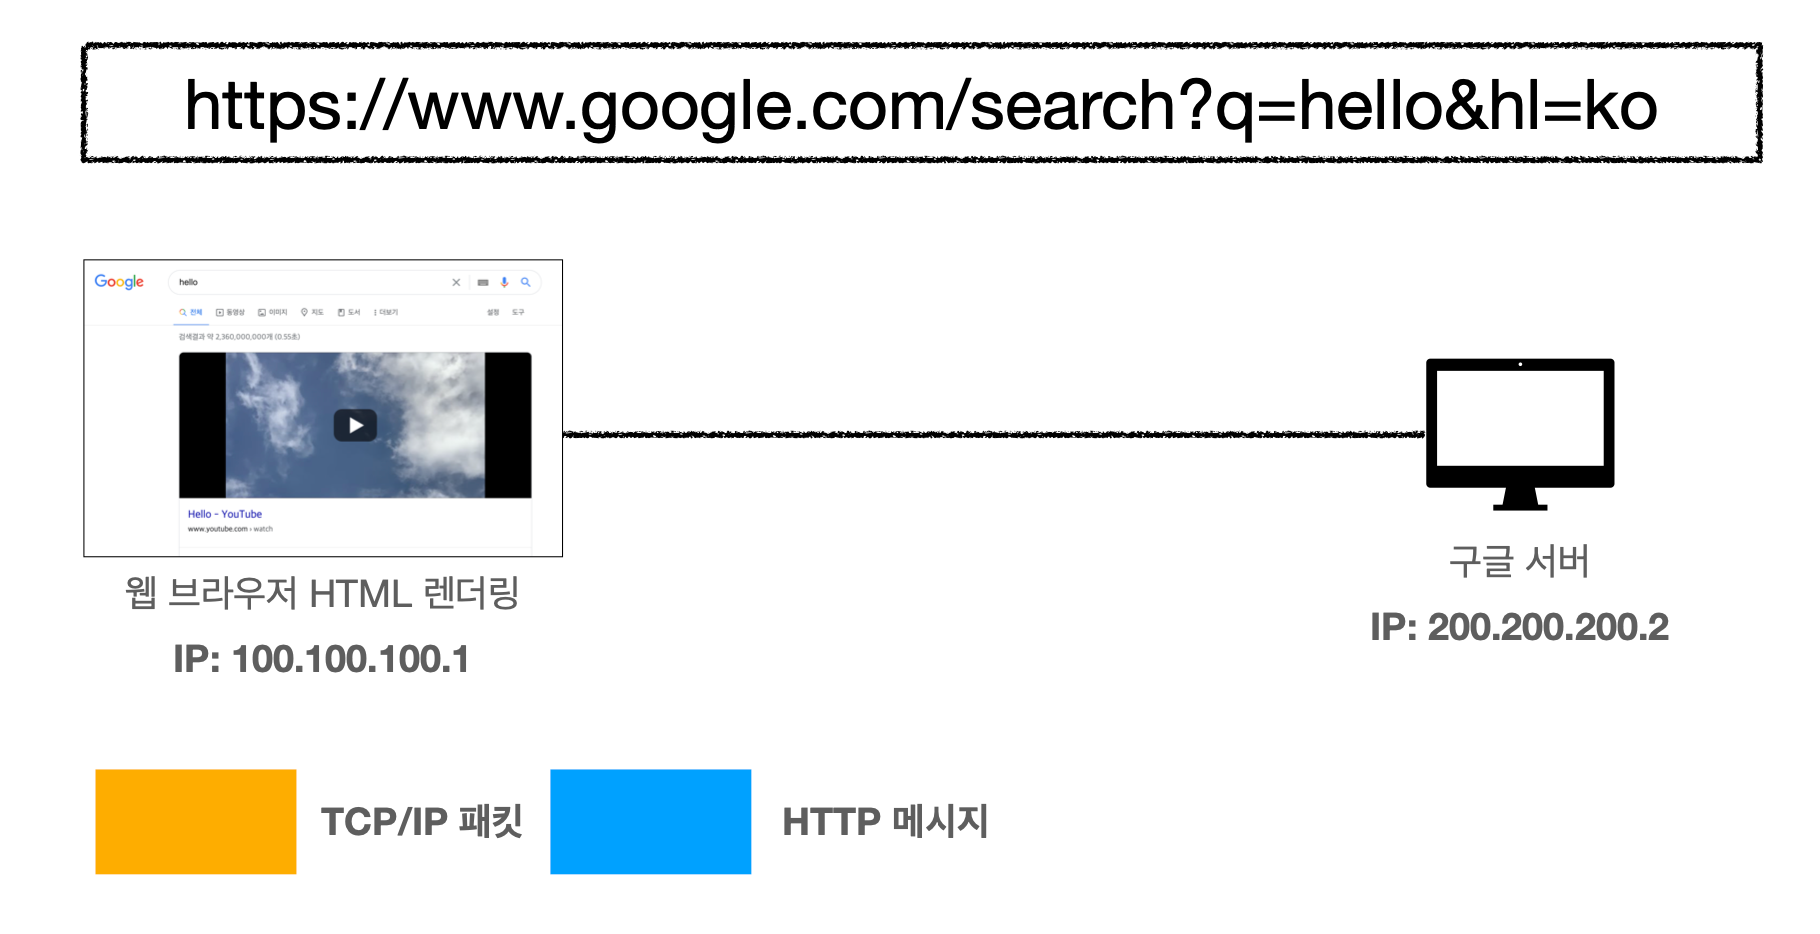 https://www.google.com/search?q=hello&hl=ko
Google
hello
전체 동영상 이미지 지도 도서 더보기 설정 도구
검색결과 약 2,360,000,000개 (0.55초)
Hello - YouTube
www.youtube.com › watch
웹 브라우저 HTML 렌더링
IP: 100.100.100.1
구글 서버
IP: 200.200.200.2
TCP/IP 패킷
HTTP 메시지